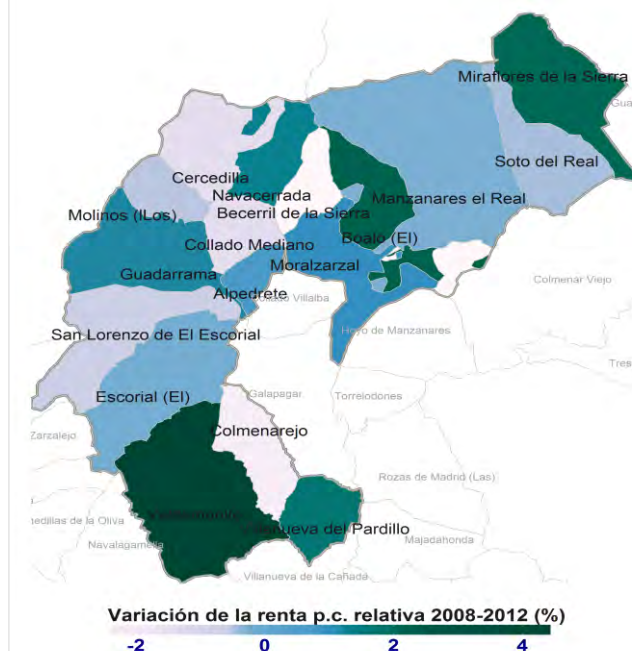 Miraflores de la Sierra
Gua
Soto del Real
Cercedilla
Navacerrada
Manzanares el Real
Becerril de la Sierra
Molinos (lLos)
Boalo (El)
Collado Mediano
Moralzarzal
Guadarrama
Colmenar Viejo
Alpedrete
Collado Villalba
San Lorenzo de El Escorial
Hoyo de Manzanares
Tres
Escorial (El)
Galapagar
Torrelodones
Zarzalejo
Colmenarejo
Rozas de Madrid (Las)
Villanueva del Pardillo
Majadahonda
Navalagamella
Villanueva de la Cañada
Variación de la renta p.c. relativa 2008-2012 (%)
-2 0 2 4